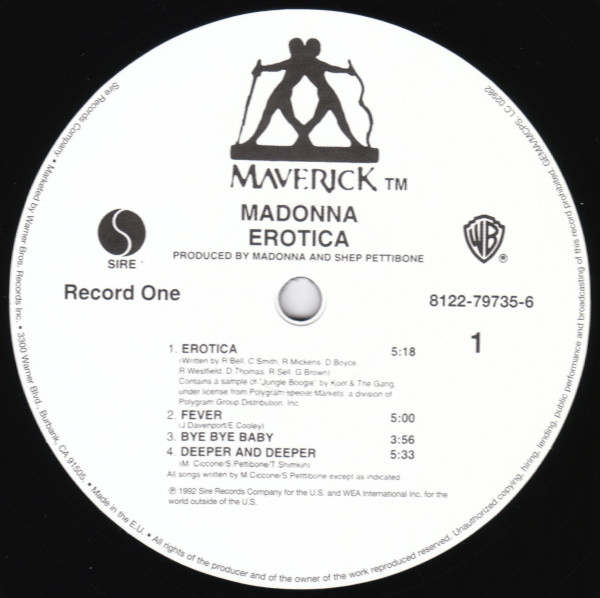 MAVERICK TM
MADONNA
EROTICA
PRODUCED BY MADONNA AND SHEP PETTIBONE
S
SIRE
WB
®
Record One
8122-79735-6
1
1. EROTICA 5:18
(Written by R.Bell, C.Smith, R.Mickens, D.Boyce,
R.Westfield, D.Thomas, R.Sell, G.Brown)
Contains a sample of "Jungle Boogie" by Kool & The Gang,
under license from Polygram special Markets, a division of
Polygram Group Distribution, Inc.
2. FEVER 5:00
(J.Davenport/E.Cooley)
3. BYE BYE BABY 3:56
4. DEEPER AND DEEPER 5:33
(M. Ciccone/S.Pettibone/T.Shimkin)
All songs written by M.Ciccone/S.Pettibone except as indicated.
℗ 1992 Sire Records Company for the U.S. and WEA International Inc. for the
world outside of the U.S.
Sire Records Company • Marketed by Warner Bros. Records Inc. • 3300 Warner Blvd., Burbank, CA 91505. • Made in the E.U. • All rights of the producer and of the owner of the work reproduced reserved. Unauthorized copying, hiring, lending, public performance and broadcasting of this record prohibited. GEMA/MCPS. LC 02982